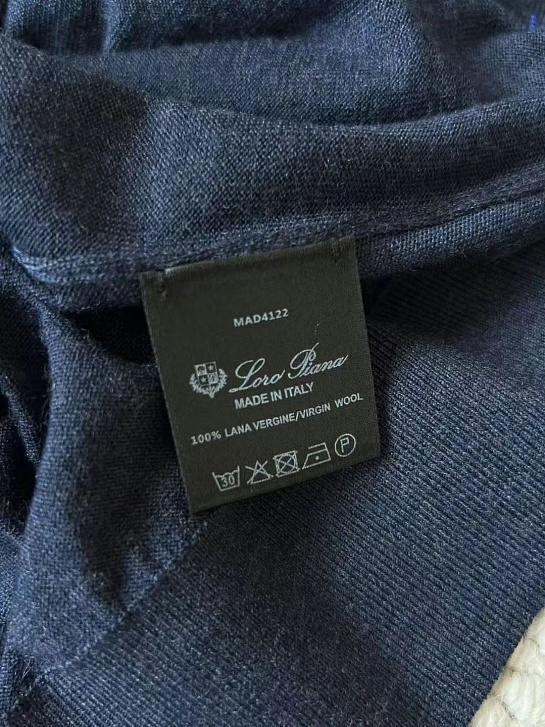 MAD4122
Loro Piana
MADE IN ITALY
100% LANA VERGINE/VIRGIN WOOL
30 P